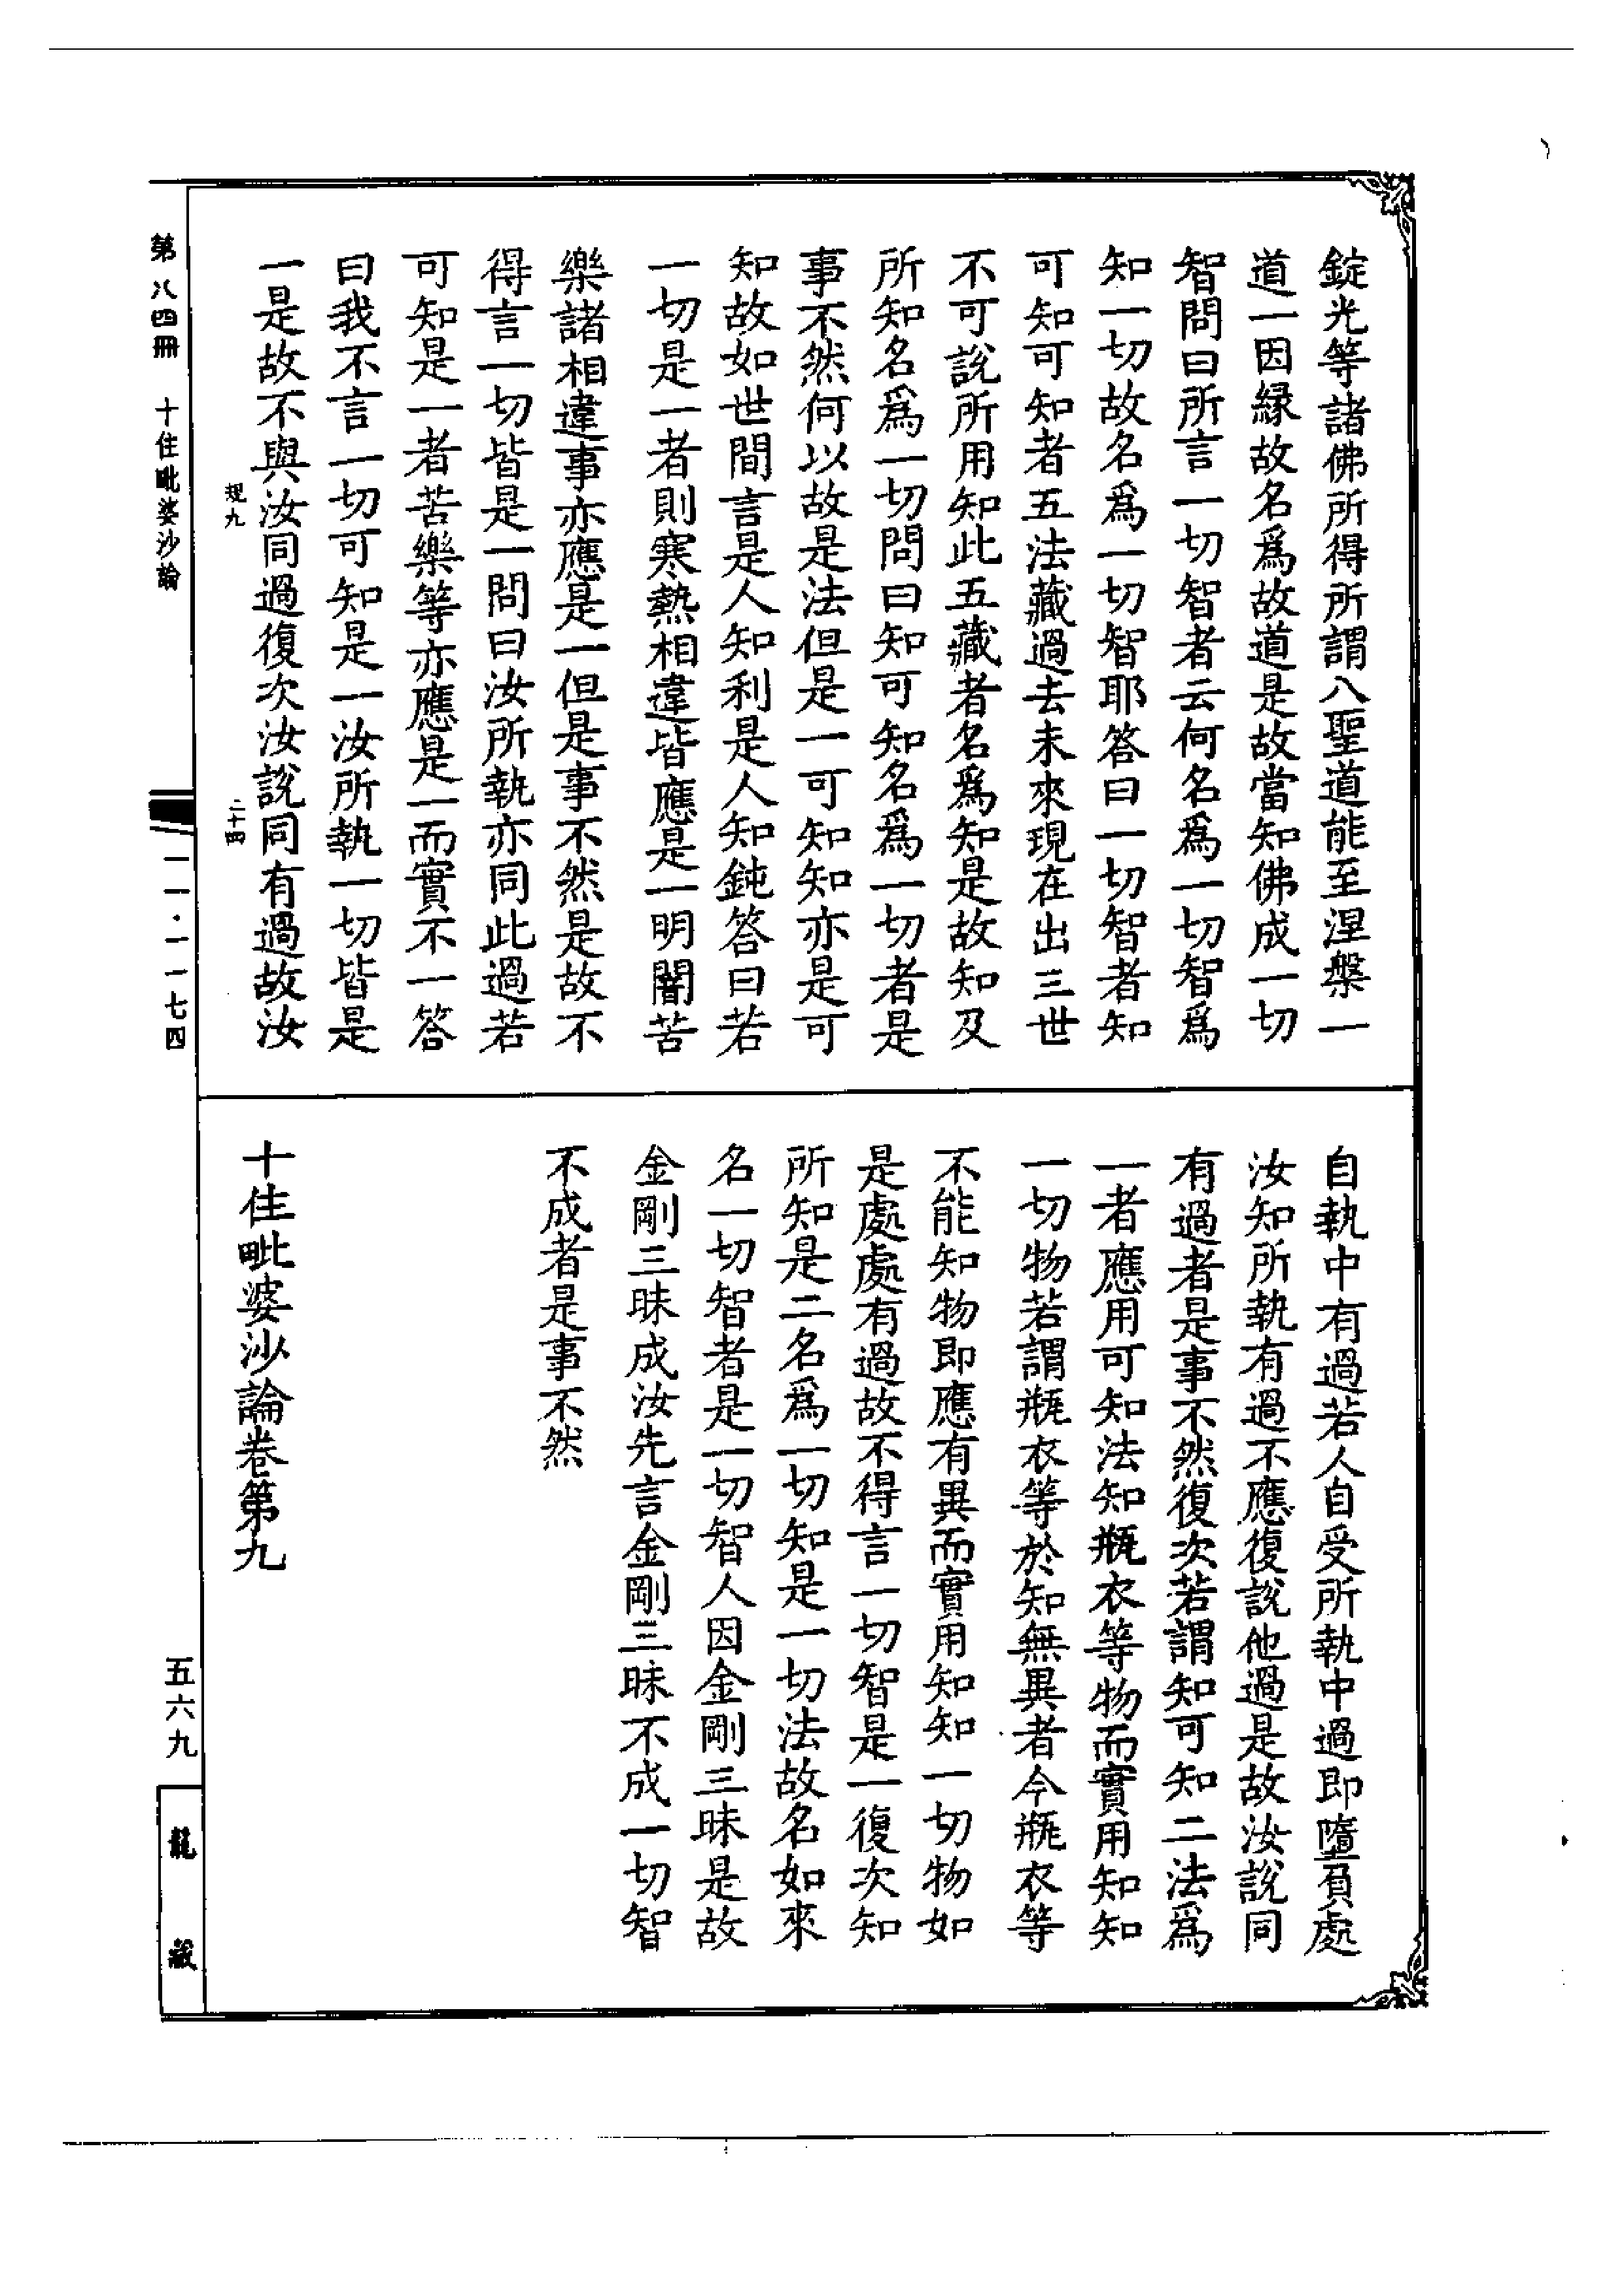 錠光等諸佛所得所謂八聖道能至涅槃一
道一因緣故名爲故道是故當知佛成一切
智問曰所言一切智者云何名爲一切智爲
知一切故名爲一切智耶答曰一切智者知
可知可知者五法藏過去未來現在出三世
不可說所用知此五藏者名爲知是故知及
所知名爲一切問曰知可知名爲一切者是
事不然何以故是法但是一可知知亦是可
知故如世間言是人知利是人知鈍答曰若
一切是一者則寒熱相違皆應是一明闇苦
樂諸相違事亦應是一但是事不然是故不
得言一切皆是一問曰汝所執亦同此過若
可知是一者苦樂等亦應是一而實不一答
曰我不言一切可知是一汝所執一切皆是
一是故不與汝同過復次汝說同有過故汝
規九
二十四
自執中有過若人自受所執中過即墮負處
汝知所執有過不應復說他過是故汝說同
有過者是事不然復次若謂知可知二法爲
一者應用可知法知瓶衣等物而實用知知
一切物若謂瓶衣等於知無異者今瓶衣等
不能知物即應有異而實用知知一切物如
是處處有過故不得言一切智是一復次知
所知是二名爲一切知是一切法故名如來
名一切智者是一切智人因金剛三昧是故
金剛三昧成汝先言金剛三昧不成一切智
不成者是事不然
十住毗婆沙論卷第九
第八四冊　十住毗婆沙論
一一·一一七四
五六九
龍藏